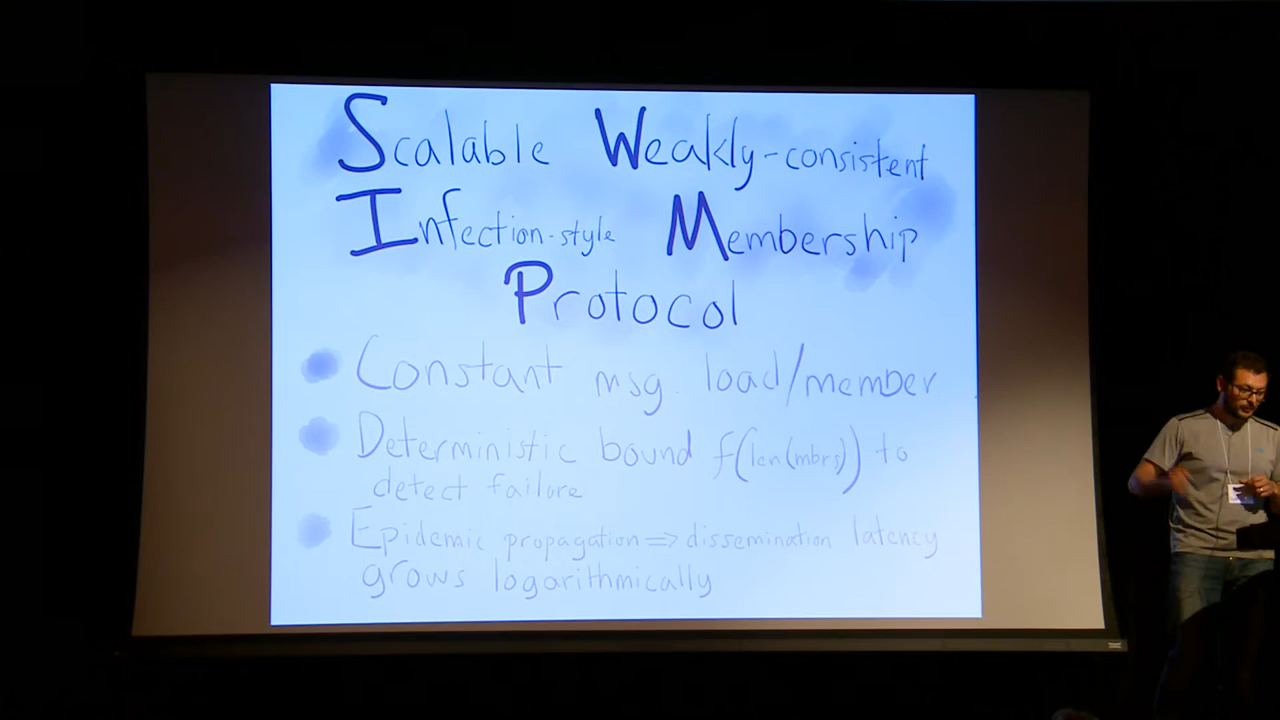 Scalable Weakly-consistent
Infection-style Membership
Protocol
Constant msg. load/member
Deterministic bound f(len(mbrs)) to
detect failure
Epidemic propagation => dissemination latency
grows logarithmically